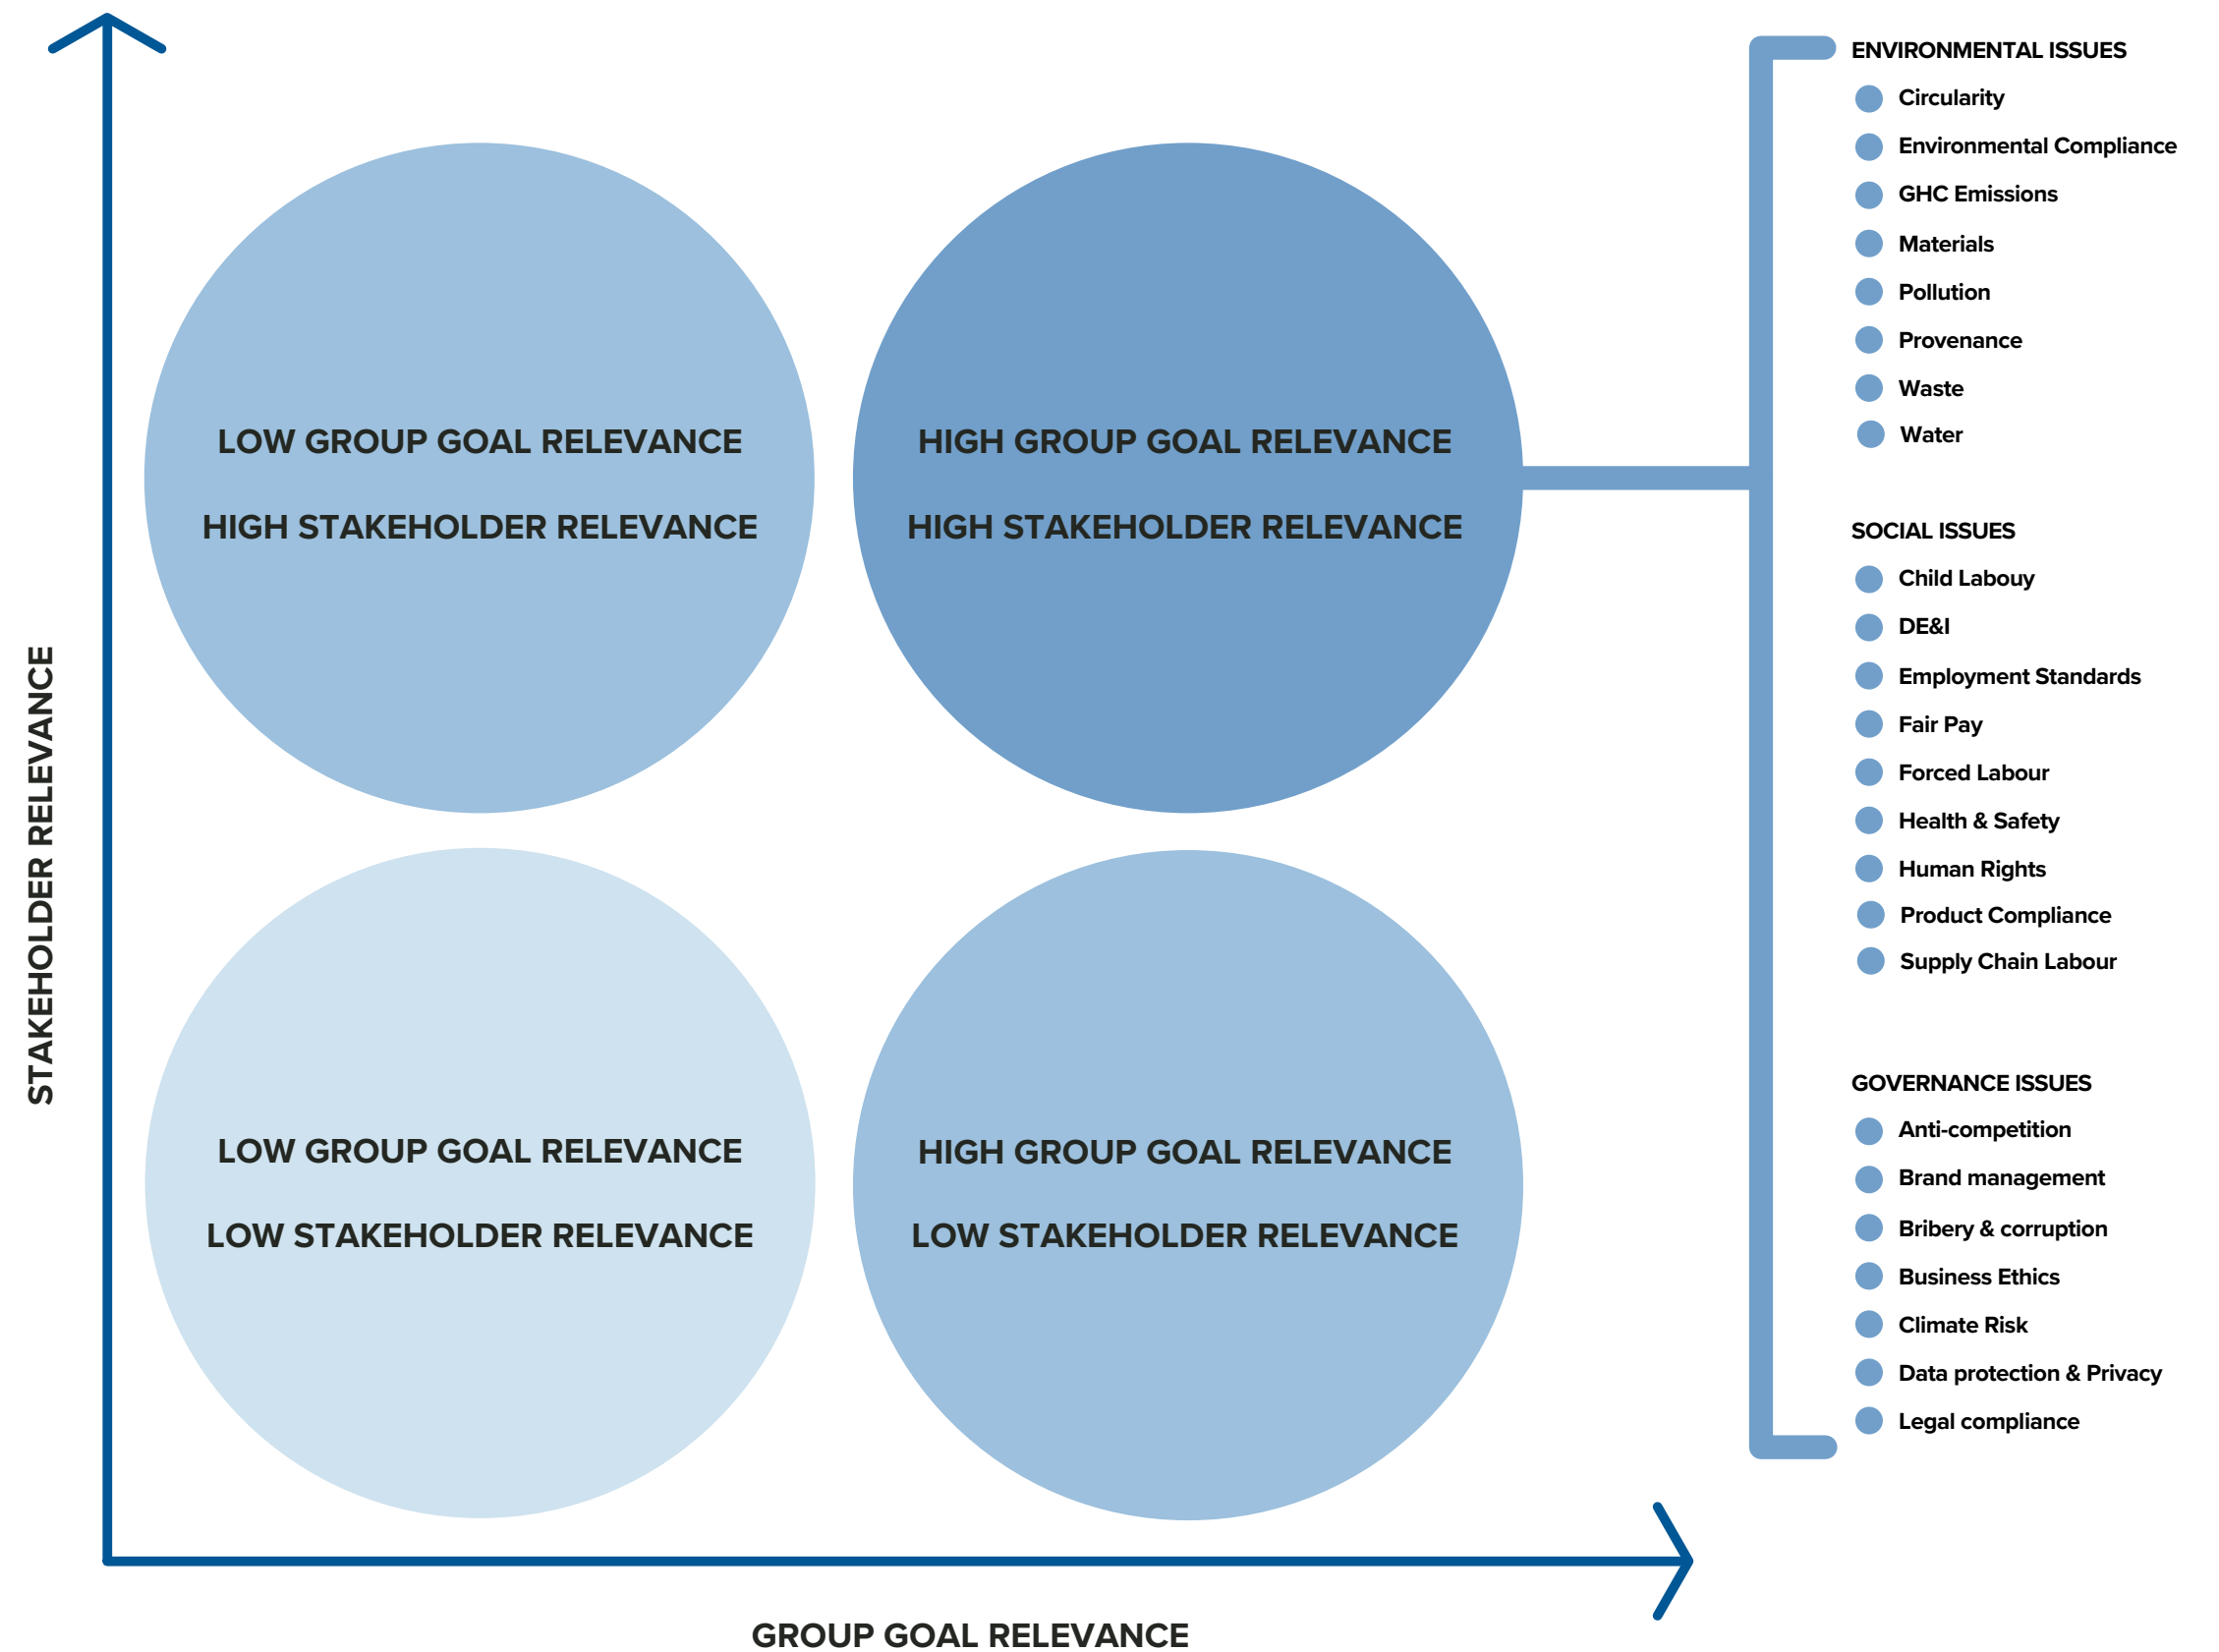 STAKEHOLDER RELEVANCE
LOW GROUP GOAL RELEVANCE
HIGH STAKEHOLDER RELEVANCE
HIGH GROUP GOAL RELEVANCE
HIGH STAKEHOLDER RELEVANCE
LOW GROUP GOAL RELEVANCE
LOW STAKEHOLDER RELEVANCE
HIGH GROUP GOAL RELEVANCE
LOW STAKEHOLDER RELEVANCE
GROUP GOAL RELEVANCE
ENVIRONMENTAL ISSUES
Circularity
Environmental Compliance
GHC Emissions
Materials
Pollution
Provenance
Waste
Water
SOCIAL ISSUES
Child Labouy
DE&I
Employment Standards
Fair Pay
Forced Labour
Health & Safety
Human Rights
Product Compliance
Supply Chain Labour
GOVERNANCE ISSUES
Anti-competition
Brand management
Bribery & corruption
Business Ethics
Climate Risk
Data protection & Privacy
Legal compliance